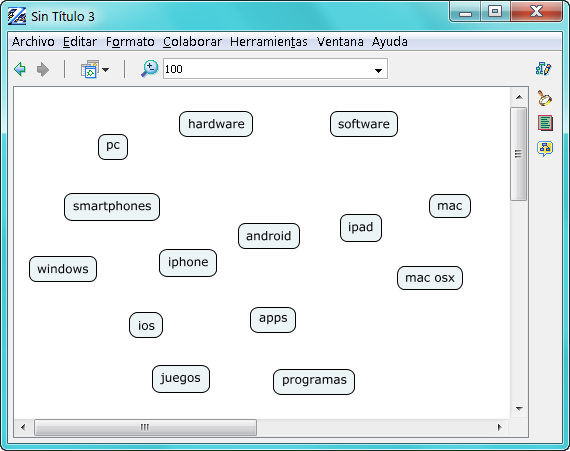 Sin Título 3
Archivo Editar Formato Colaborar Herramientas Ventana Ayuda
100
hardware software
pc
smartphones mac
android ipad
windows iphone mac osx
ios apps
juegos programas